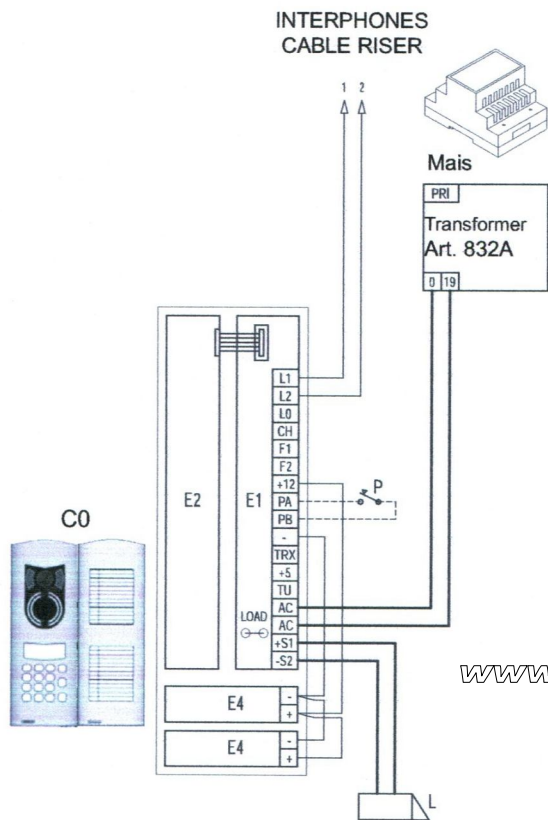 INTERPHONES
CABLE RISER
1 2
Mais
PRI
Transformer
Art. 832A
0 19
L1
L2
L0
CH
F1
F2
+12
PA
PB
-
TRX
+5
TU
AC
AC
+S1
-S2
P
E2
E1
LOAD
C0
WWW
E4
-
+
E4
-
+
L